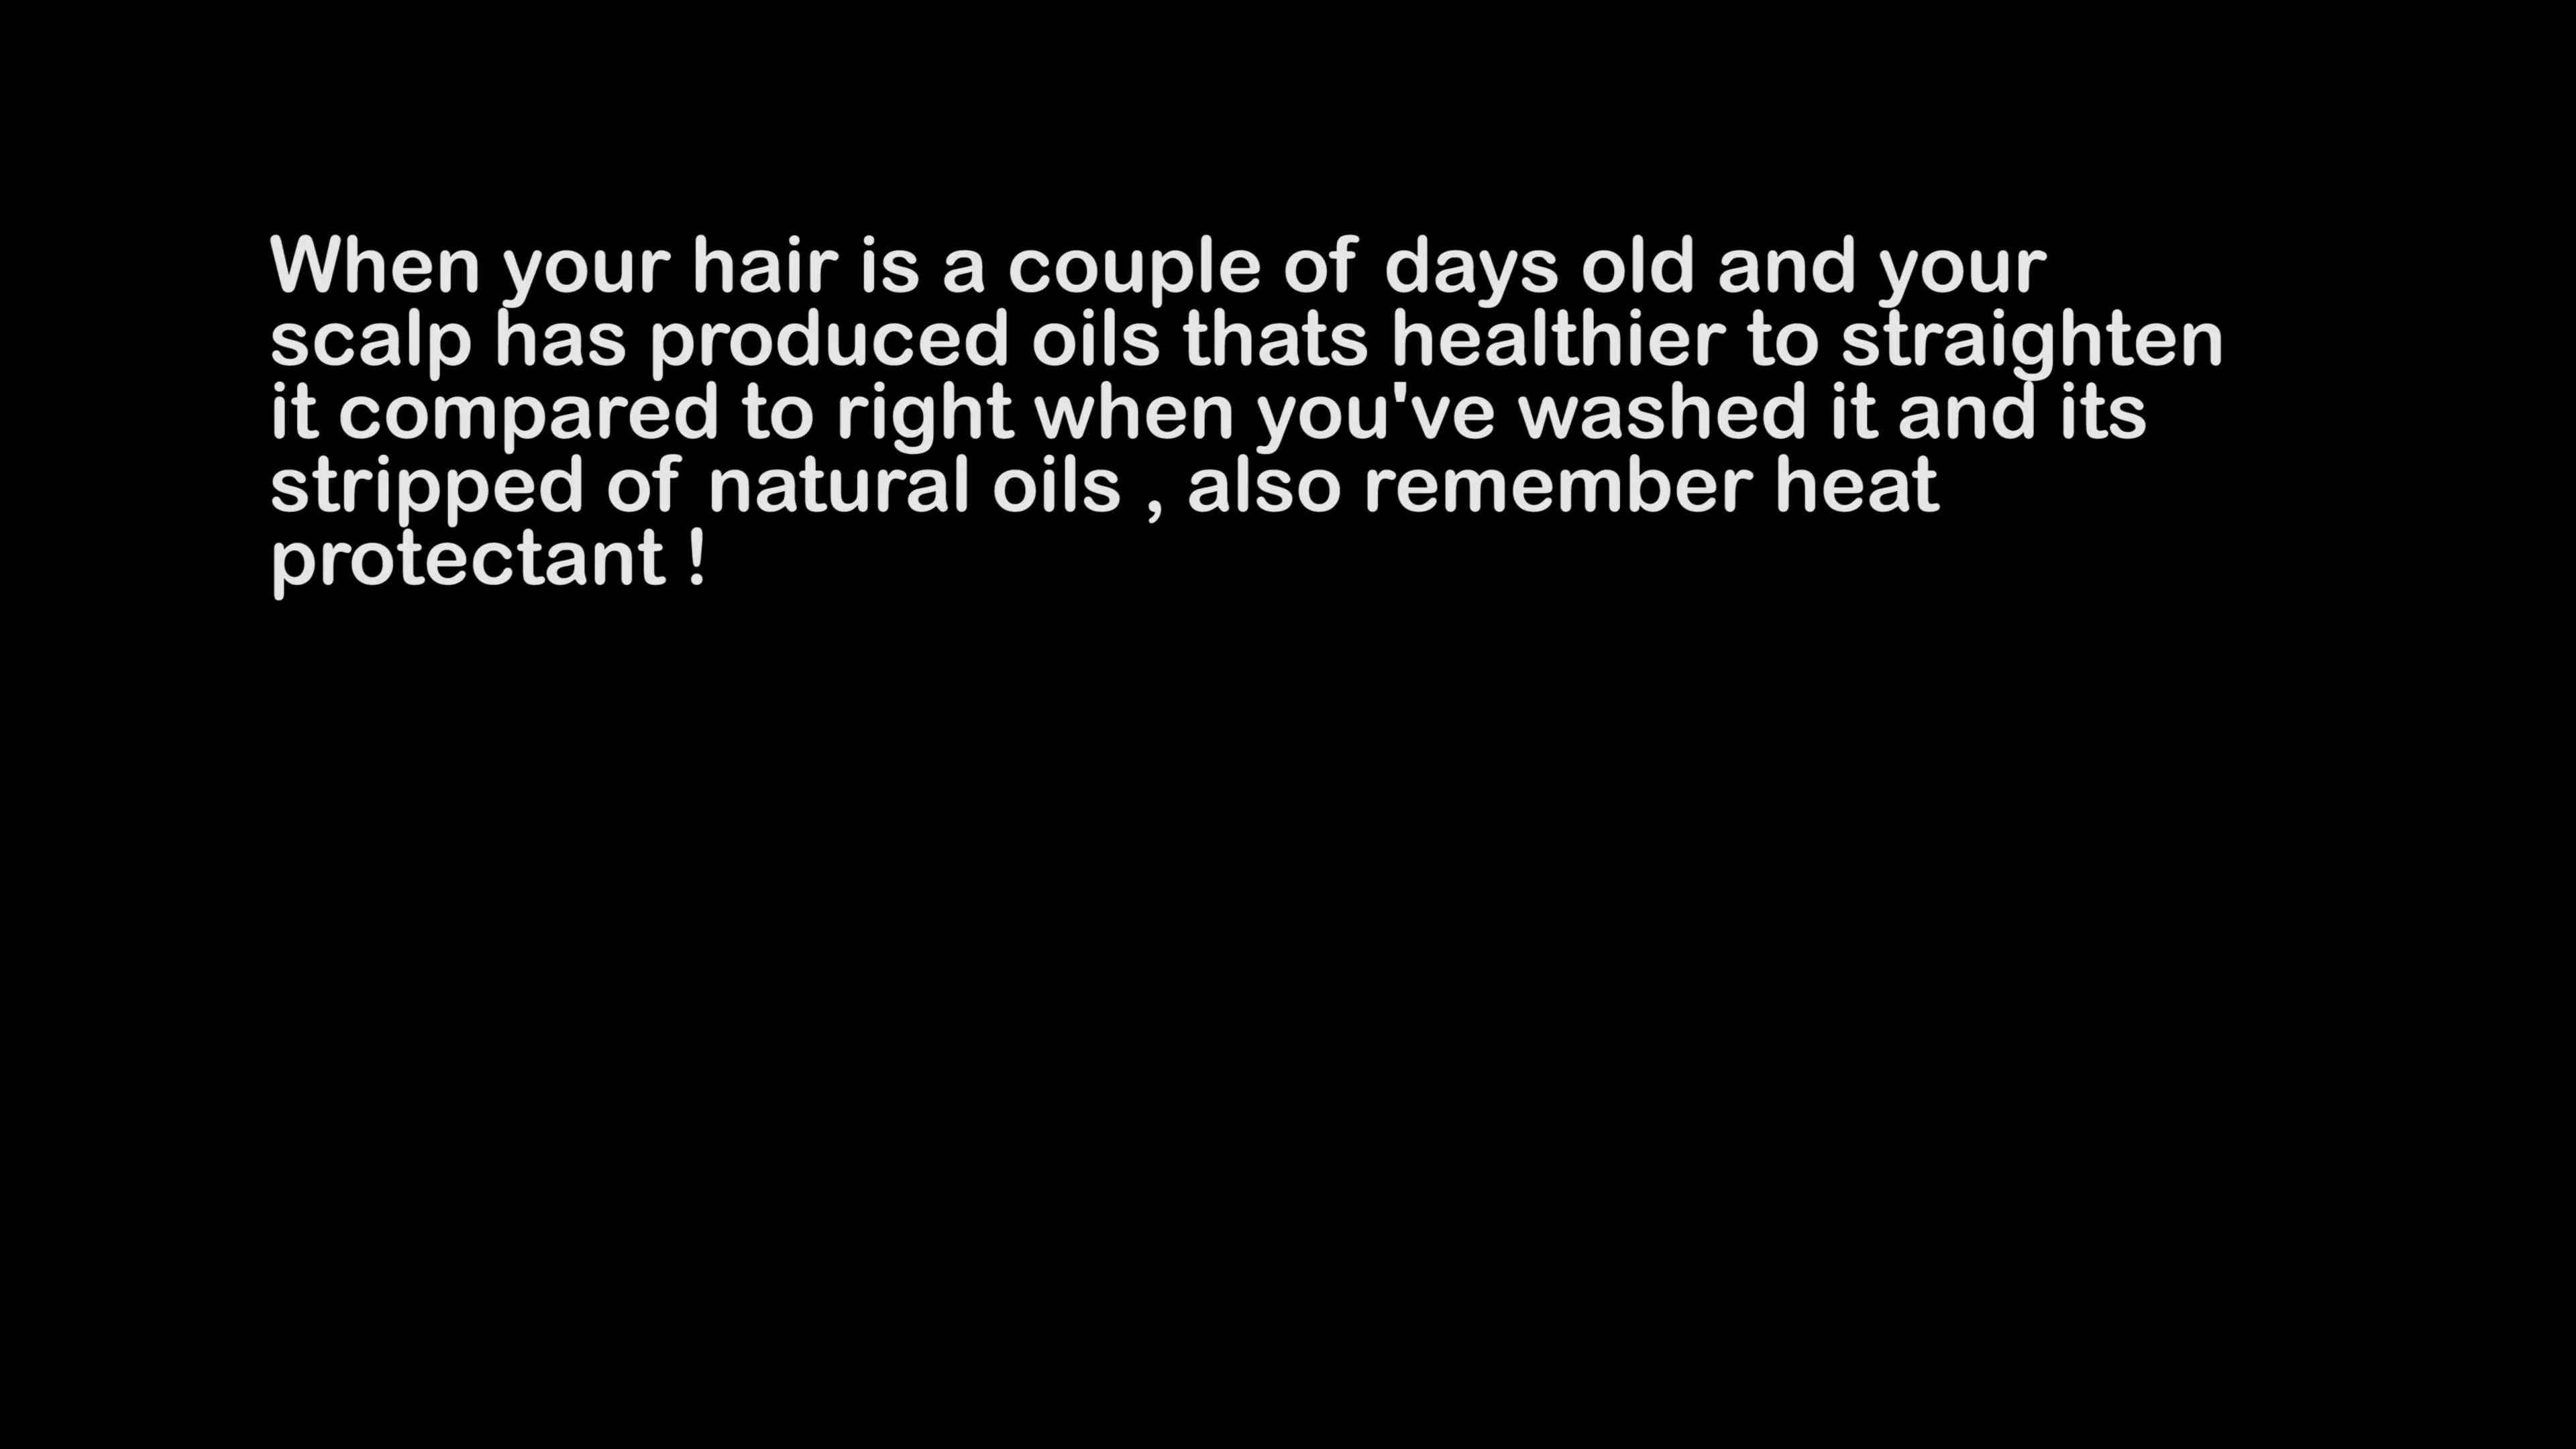 When your hair is a couple of days old and your
scalp has produced oils thats healthier to straighten
it compared to right when you've washed it and its
stripped of natural oils , also remember heat
protectant !